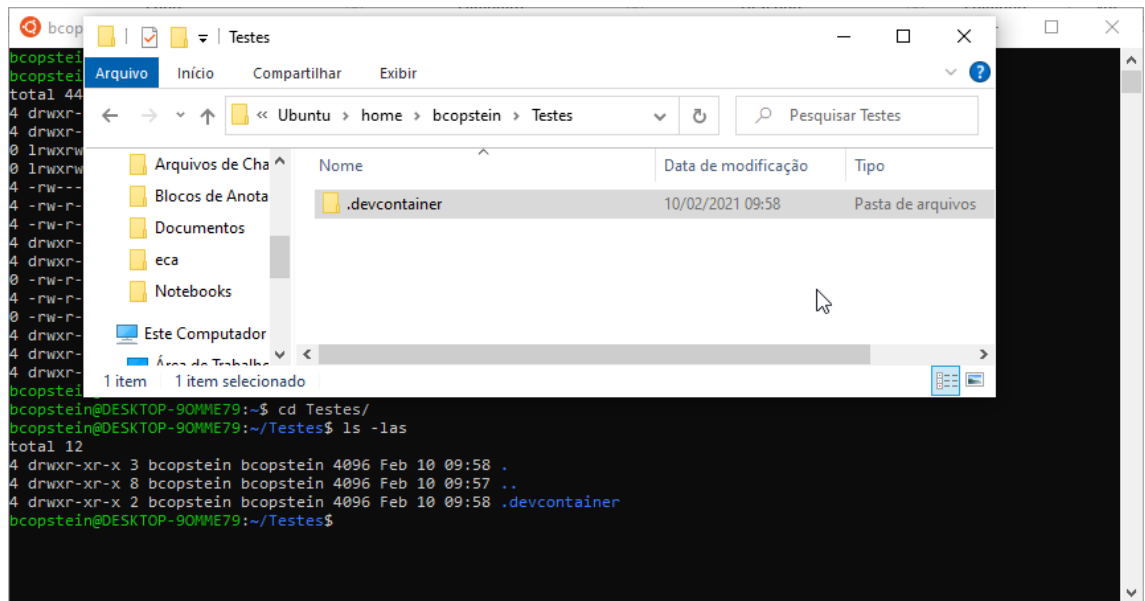 bcop
Testes
Arquivo Início Compartilhar Exibir
« Ubuntu › home › bcopstein › Testes
Pesquisar Testes
Arquivos de Cha
Blocos de Anota
Documentos
eca
Notebooks
Este Computador
Nome Data de modificação Tipo
.devcontainer 10/02/2021 09:58 Pasta de arquivos
1 item 1 item selecionado
bcopstei
bcopstei
total 44
4 drwxr-
4 drwxr-
0 lrwxrw
0 lrwxrw
4 -rw---
4 -rw-r-
4 -rw-r-
4 drwxr-
0 -rw-r-
4 -rw-r-
0 -rw-r-
4 drwxr-
4 drwxr-
4 drwxr-
bcopstei
bcopstein@DESKTOP-9OMME79:~$ cd Testes/
bcopstein@DESKTOP-9OMME79:~/Testes$ ls -las
total 12
4 drwxr-xr-x 3 bcopstein bcopstein 4096 Feb 10 09:58 .
4 drwxr-xr-x 8 bcopstein bcopstein 4096 Feb 10 09:57 ..
4 drwxr-xr-x 2 bcopstein bcopstein 4096 Feb 10 09:58 .devcontainer
bcopstein@DESKTOP-9OMME79:~/Testes$